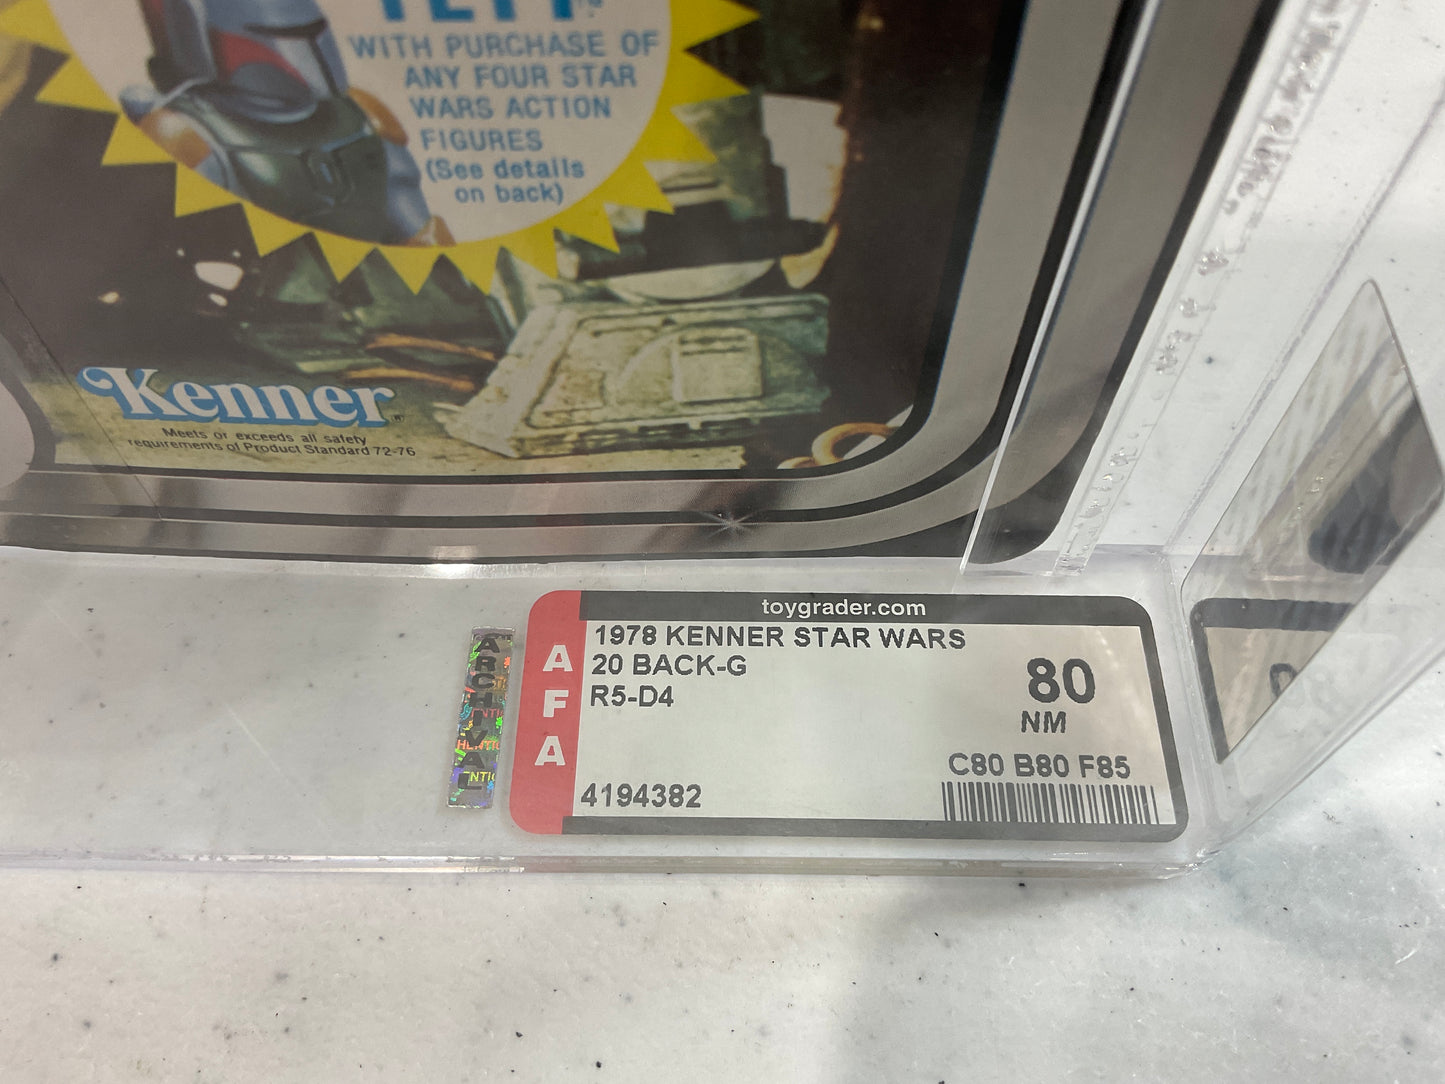 WITH PURCHASE OF
ANY FOUR STAR
WARS ACTION
FIGURES
(See details
on back)
Kenner
Meets or exceeds all safety
requirements of Product Standard 72-76
ARCHIVAL
toygrader.com
AFA
1978 KENNER STAR WARS
20 BACK-G
R5-D4
80
NM
C80 B80 F85
4194382